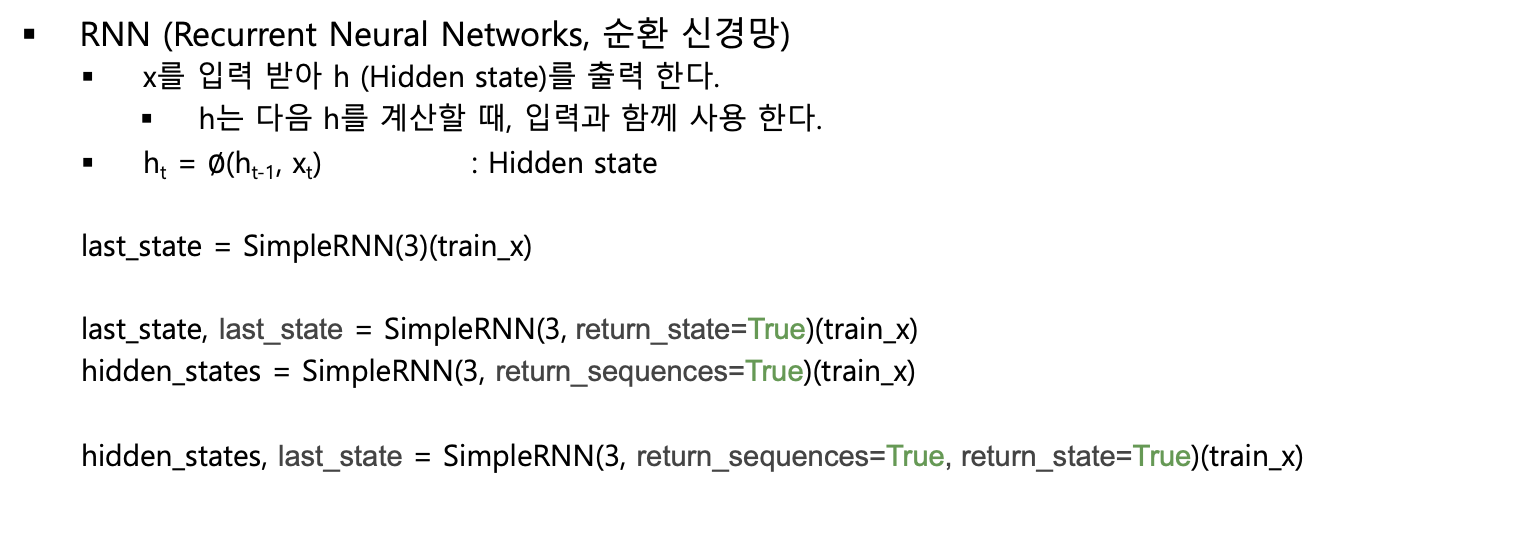 ▪ RNN (Recurrent Neural Networks, 순환 신경망)
▪ x를 입력 받아 h (Hidden state)를 출력 한다.
▪ h는 다음 h를 계산할 때, 입력과 함께 사용 한다.
▪ hₜ = Ø(hₜ₋₁, xₜ) : Hidden state
last_state = SimpleRNN(3)(train_x)
last_state, last_state = SimpleRNN(3, return_state=True)(train_x)
hidden_states = SimpleRNN(3, return_sequences=True)(train_x)
hidden_states, last_state = SimpleRNN(3, return_sequences=True, return_state=True)(train_x)